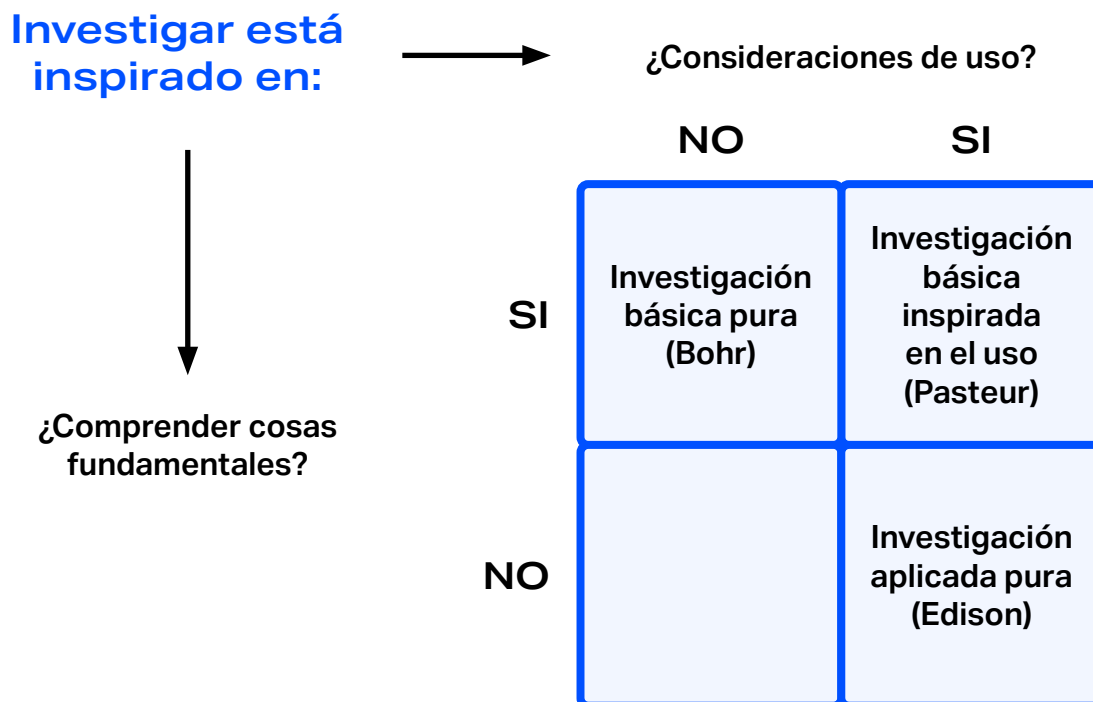 Investigar está
inspirado en:
¿Consideraciones de uso?
NO
SI
¿Comprender cosas
fundamentales?
SI
Investigación
básica pura
(Bohr)
Investigación
básica
inspirada
en el uso
(Pasteur)
NO
Investigación
aplicada pura
(Edison)